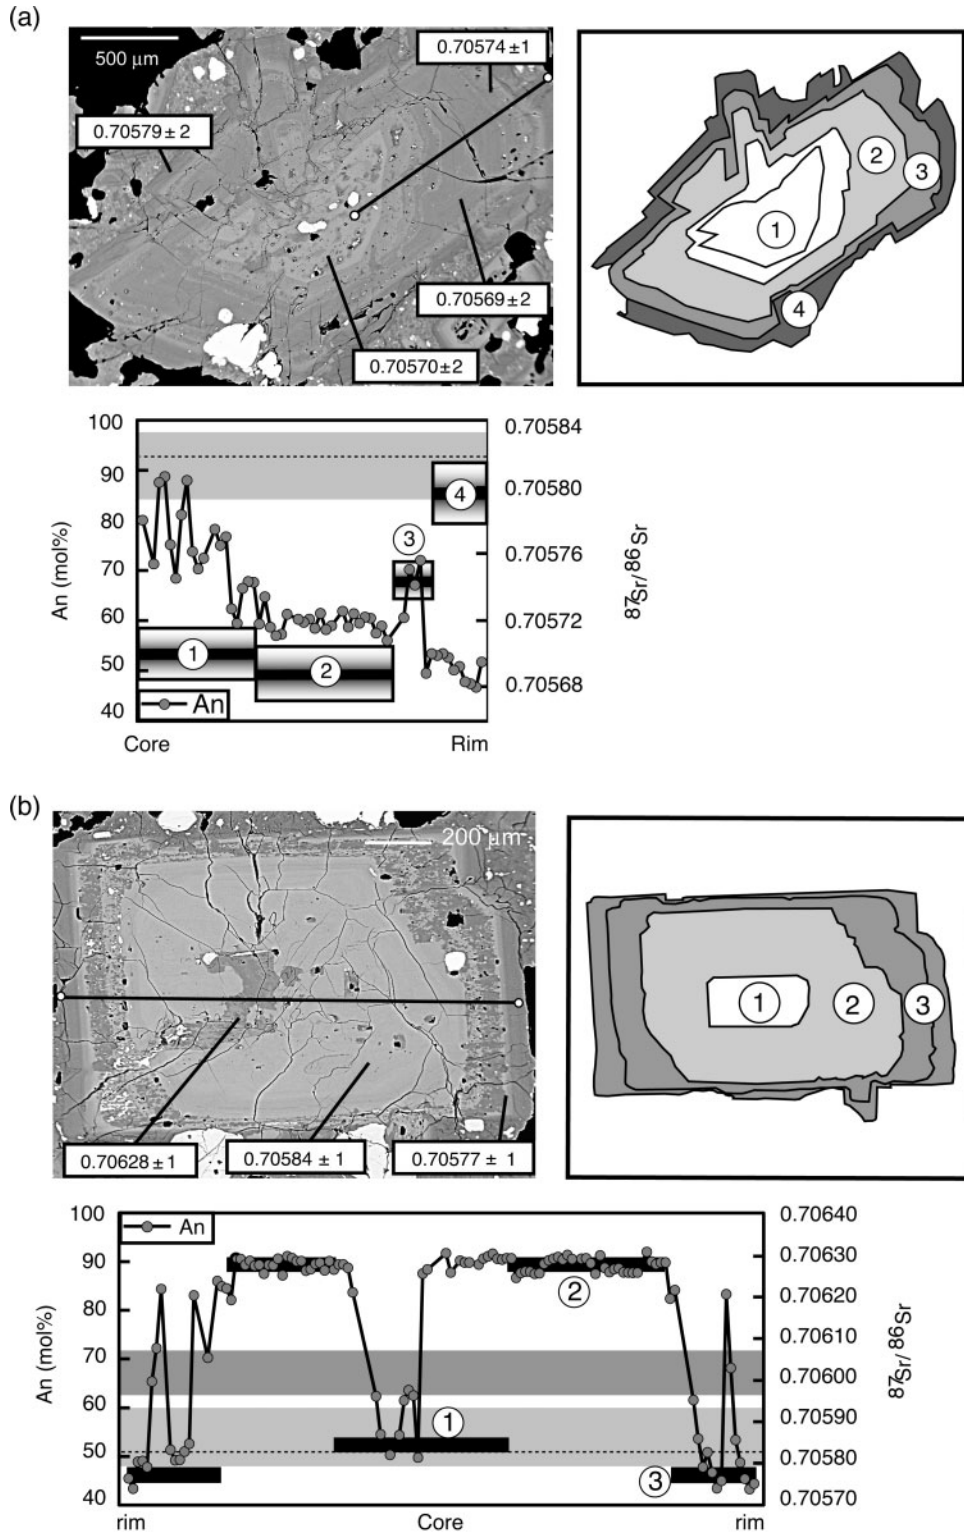 (a)
500 µm
0.70574±1
0.70579±2
0.70569±2
0.70570±2
1
2
3
4
100
90
80
70
60
50
40
An (mol%)
0.70584
0.70580
0.70576
0.70572
0.70568
87Sr/86Sr
1
2
3
4
An
Core
Rim
(b)
200 µm
0.70628±1
0.70584 ± 1
0.70577 ± 1
1
2
3
100
90
80
70
60
50
40
An (mol%)
An
0.70640
0.70630
0.70620
0.70610
0.70600
0.70590
0.70580
0.70570
87Sr/86Sr
1
2
3
rim
Core
rim